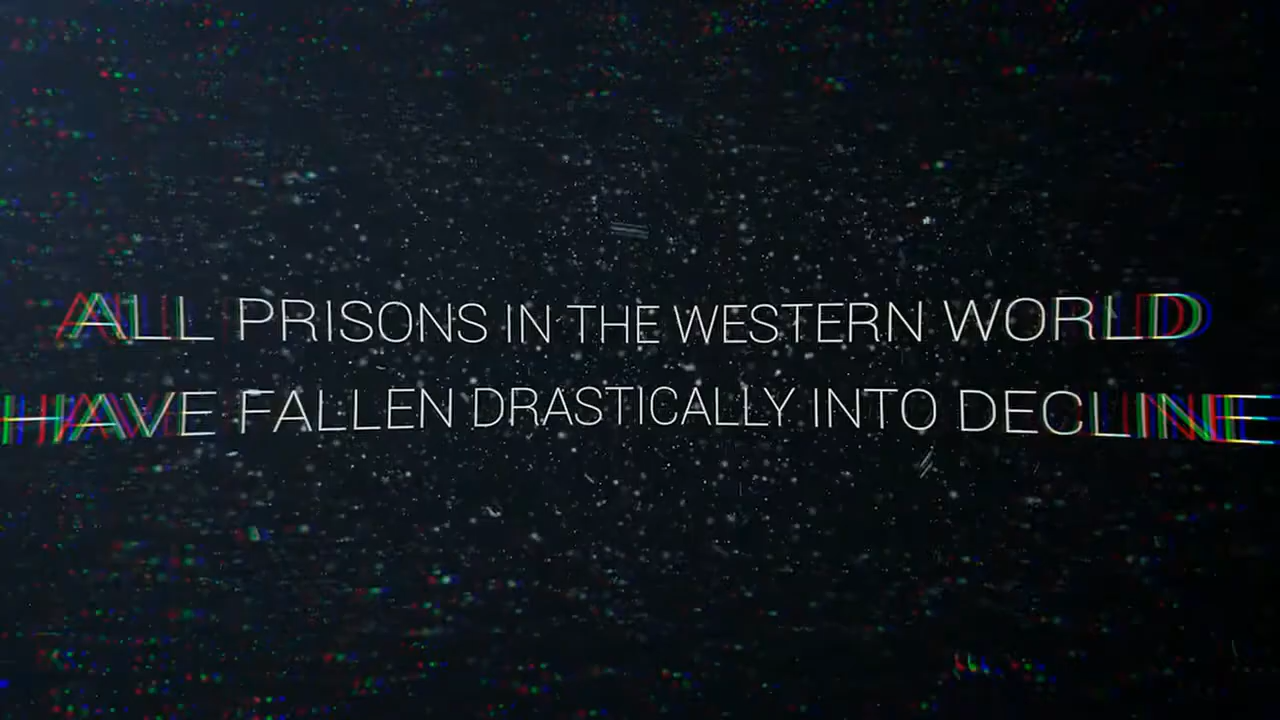 ALL PRISONS IN THE WESTERN WORLD
HAVE FALLEN DRASTICALLY INTO DECLINE